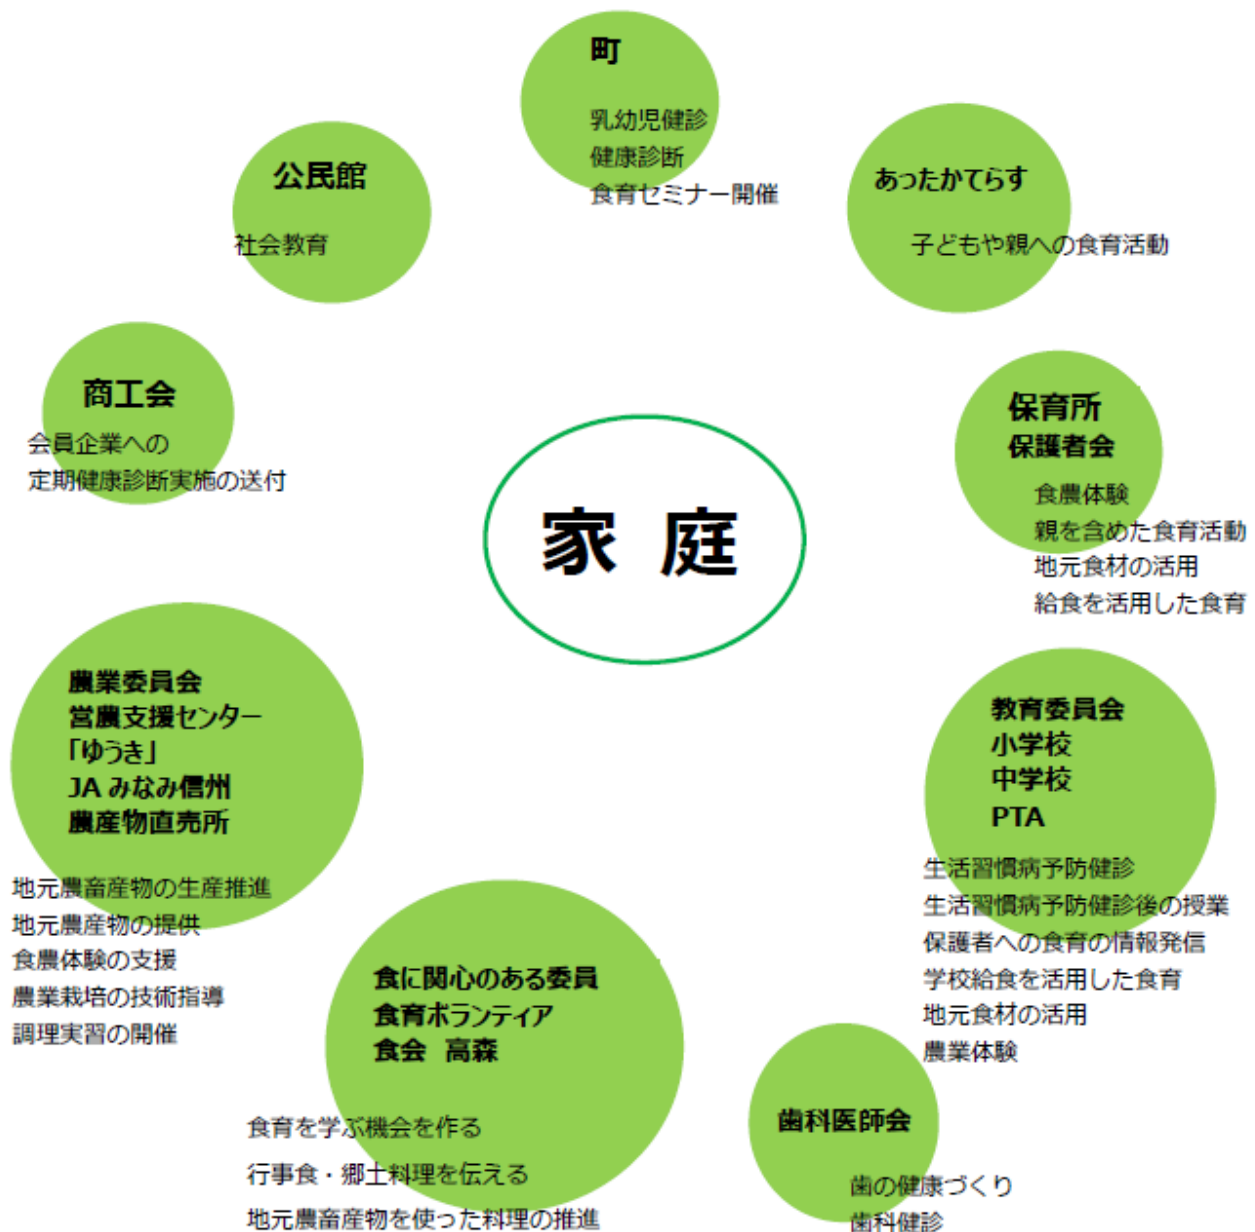 町
乳幼児健診
健康診断
食育セミナー開催
あったかてらす
子どもや親への食育活動
公民館
社会教育
商工会
会員企業への
定期健康診断実施の送付
保育所
保護者会
食農体験
親を含めた食育活動
地元食材の活用
給食を活用した食育
家 庭
農業委員会
営農支援センター
「ゆうき」
JA みなみ信州
農産物直売所
地元農畜産物の生産推進
地元農産物の提供
食農体験の支援
農業栽培の技術指導
調理実習の開催
教育委員会
小学校
中学校
PTA
生活習慣病予防健診
生活習慣病予防健診後の授業
保護者への食育の情報発信
学校給食を活用した食育
地元食材の活用
農業体験
食に関心のある委員
食育ボランティア
食会 高森
食育を学ぶ機会を作る
行事食・郷土料理を伝える
地元農畜産物を使った料理の推進
歯科医師会
歯の健康づくり
歯科健診